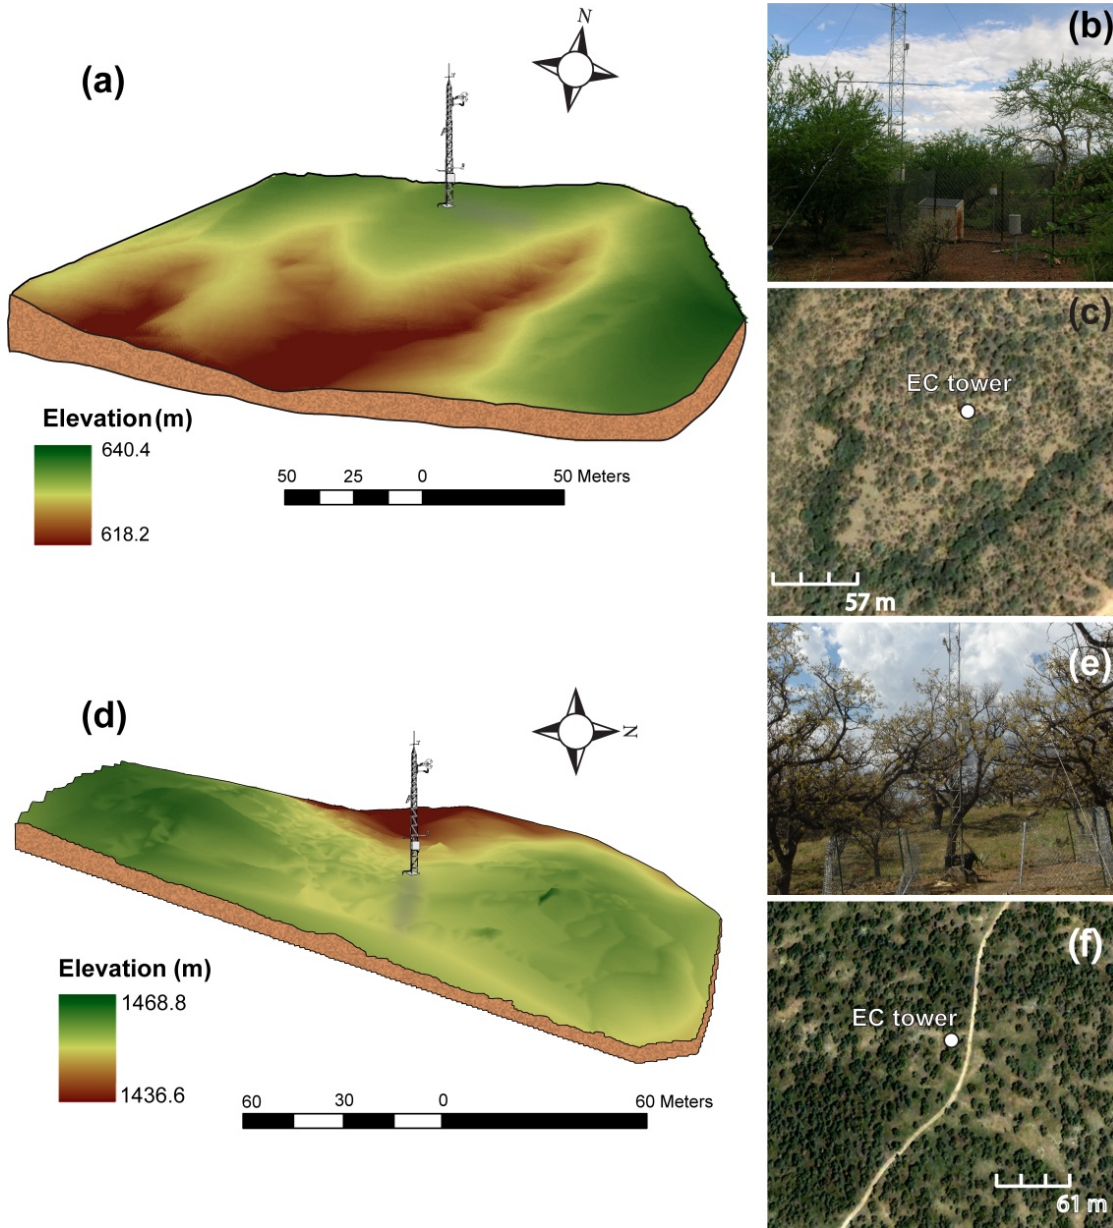 (a)
N
Elevation (m)
640.4
618.2
50 25 0 50 Meters
(b)
(c)
EC tower
57 m
(d)
N
Elevation (m)
1468.8
1436.6
60 30 0 60 Meters
(e)
(f)
EC tower
61 m